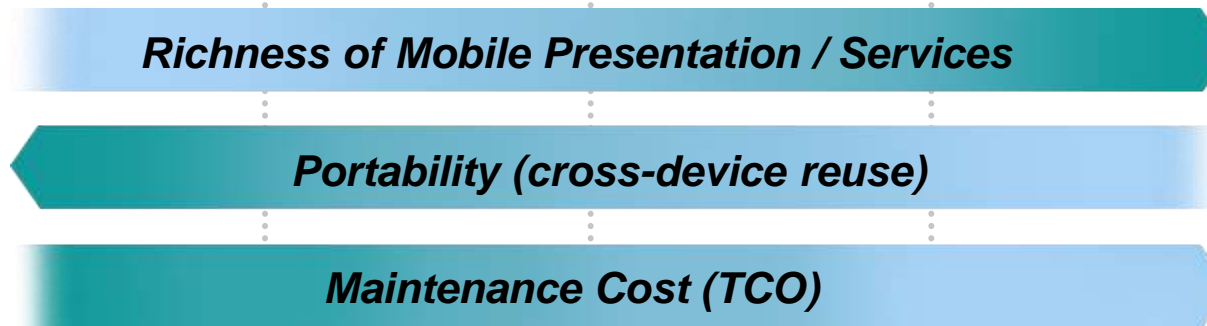 Richness of Mobile Presentation / Services
Portability (cross-device reuse)
Maintenance Cost (TCO)